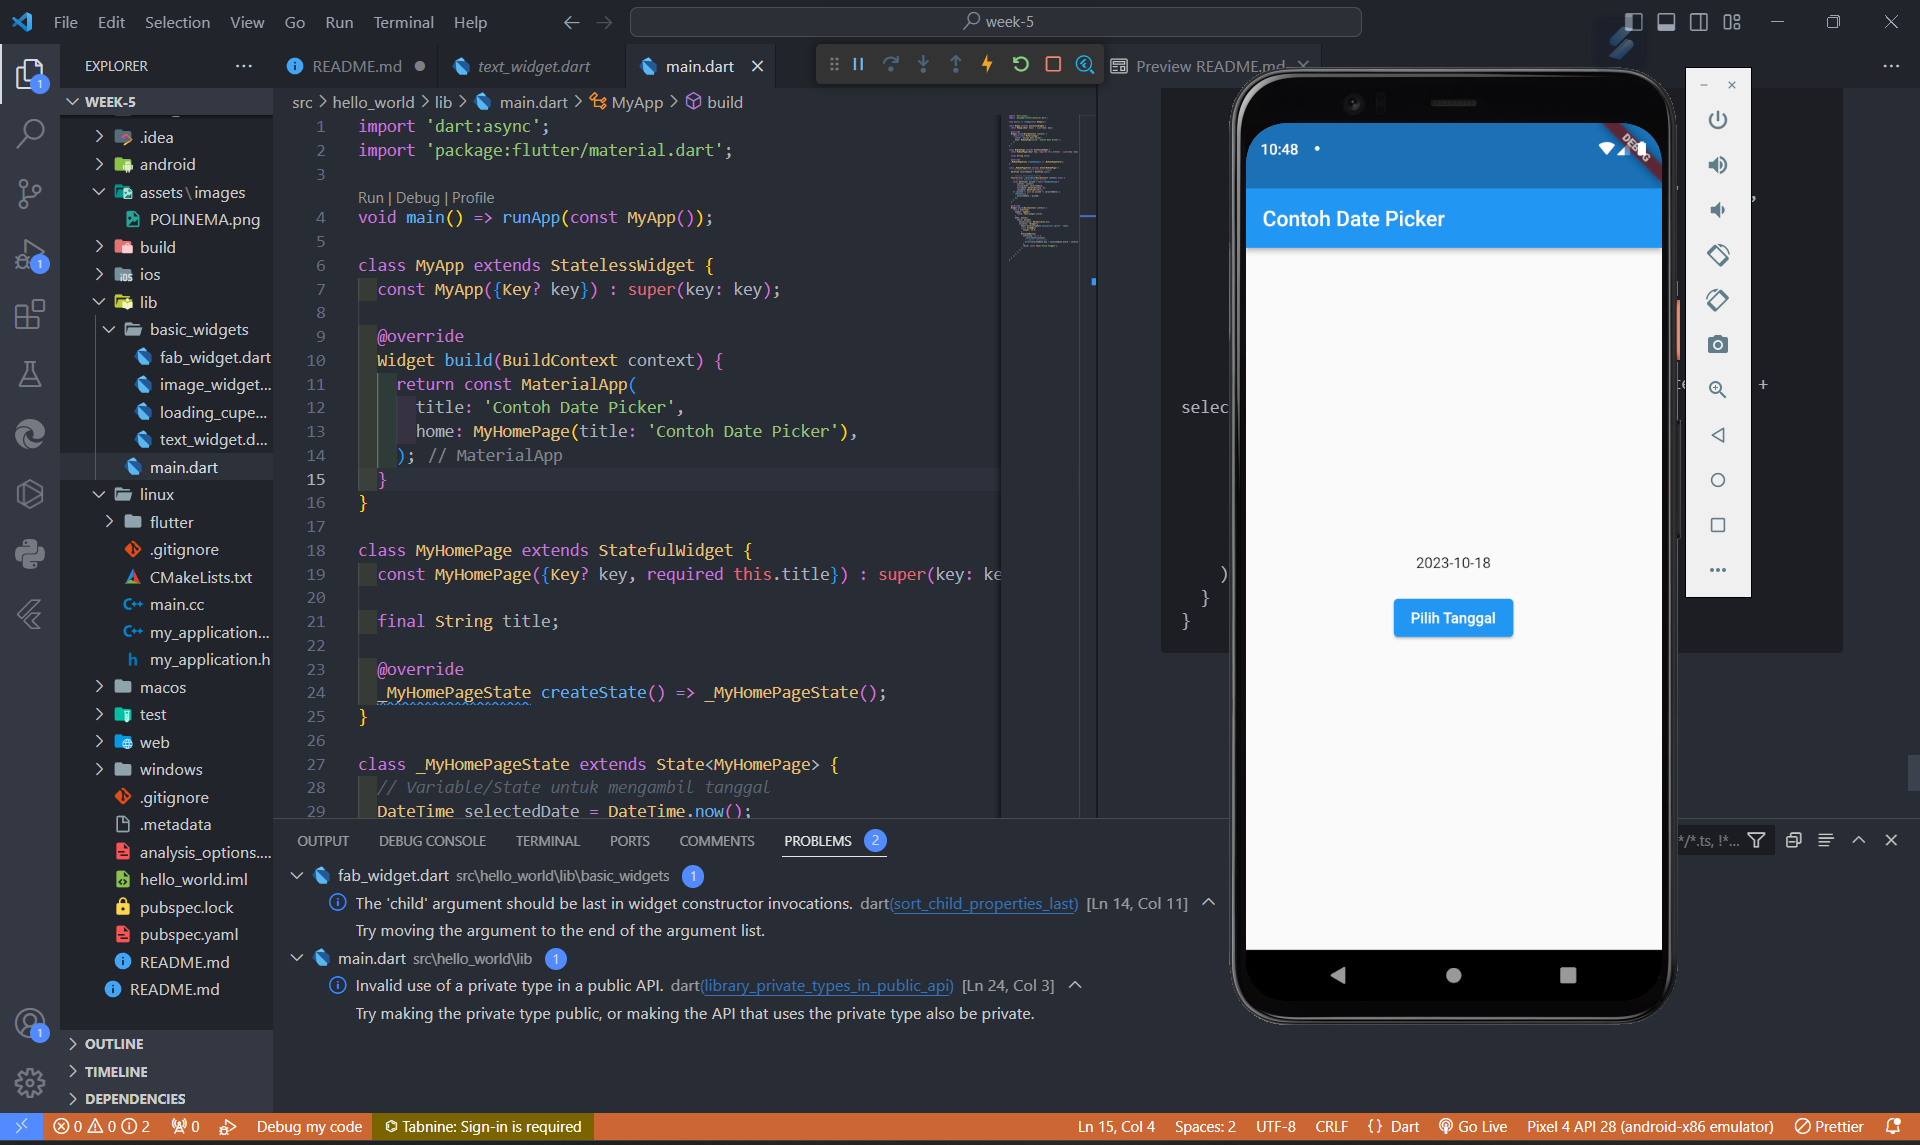 File Edit Selection View Go Run Terminal Help
week-5
EXPLORER
README.md
text_widget.dart
main.dart
Preview README.md
WEEK-5
src > hello_world > lib > main.dart > MyApp > build
.idea
android
assets \ images
POLINEMA.png
build
ios
lib
basic_widgets
fab_widget.dart
image_widget...
loading_cupe...
text_widget.d...
main.dart
linux
flutter
.gitignore
CMakeLists.txt
main.cc
my_application...
my_application.h
macos
test
web
windows
.gitignore
.metadata
analysis_options....
hello_world.iml
pubspec.lock
pubspec.yaml
README.md
README.md
OUTLINE
TIMELINE
DEPENDENCIES
1 import 'dart:async';
2 import 'package:flutter/material.dart';
3
Run | Debug | Profile
4 void main() => runApp(const MyApp());
5
6 class MyApp extends StatelessWidget {
7 const MyApp({Key? key}) : super(key: key);
8
9 @override
10 Widget build(BuildContext context) {
11 return const MaterialApp(
12 title: 'Contoh Date Picker',
13 home: MyHomePage(title: 'Contoh Date Picker'),
14 ); // MaterialApp
15 }
16 }
17
18 class MyHomePage extends StatefulWidget {
19 const MyHomePage({Key? key, required this.title}) : super(key: ke
20
21 final String title;
22
23 @override
24 _MyHomePageState createState() => _MyHomePageState();
25 }
26
27 class _MyHomePageState extends State<MyHomePage> {
28 // Variable/State untuk mengambil tanggal
29 DateTime selectedDate = DateTime.now();
selec
)
}
}
+
10:48
DEBUG
Contoh Date Picker
2023-10-18
Pilih Tanggal
OUTPUT DEBUG CONSOLE TERMINAL PORTS COMMENTS PROBLEMS 2
*/*.ts, !*...
fab_widget.dart src\hello_world\lib\basic_widgets 1
The 'child' argument should be last in widget constructor invocations. dart(sort_child_properties_last) [Ln 14, Col 11]
Try moving the argument to the end of the argument list.
main.dart src\hello_world\lib 1
Invalid use of a private type in a public API. dart(library_private_types_in_public_api) [Ln 24, Col 3]
Try making the private type public, or making the API that uses the private type also be private.
0 0 2 0 Debug my code Tabnine: Sign-in is required Ln 15, Col 4 Spaces: 2 UTF-8 CRLF {} Dart Go Live Pixel 4 API 28 (android-x86 emulator) Prettier